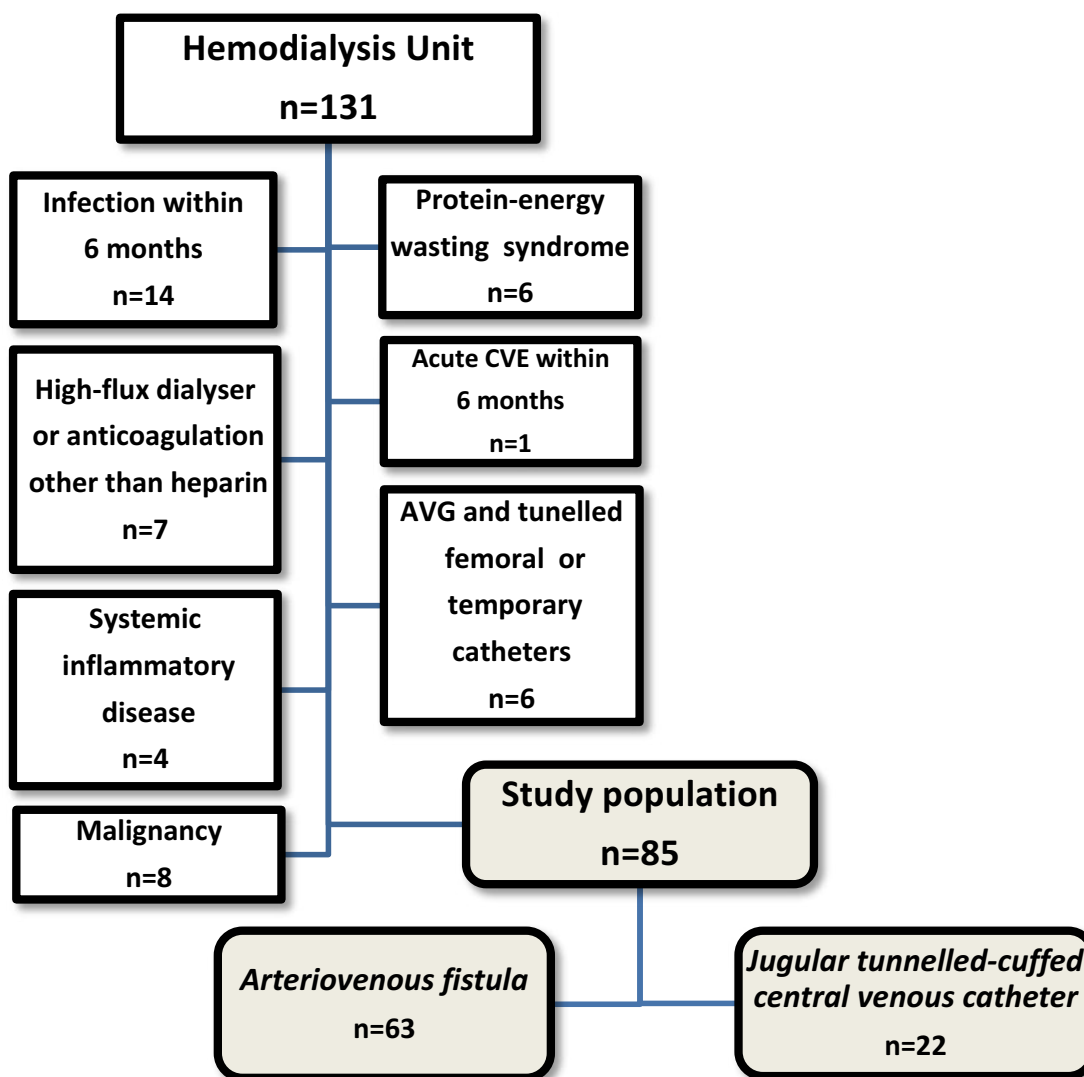 Hemodialysis Unit
n=131
Infection within
6 months
n=14
Protein-energy
wasting syndrome
n=6
High-flux dialyser
or anticoagulation
other than heparin
n=7
Acute CVE within
6 months
n=1
Systemic
inflammatory
disease
n=4
AVG and tunelled
femoral or
temporary
catheters
n=6
Malignancy
n=8
Study population
n=85
Arteriovenous fistula
n=63
Jugular tunnelled-cuffed
central venous catheter
n=22